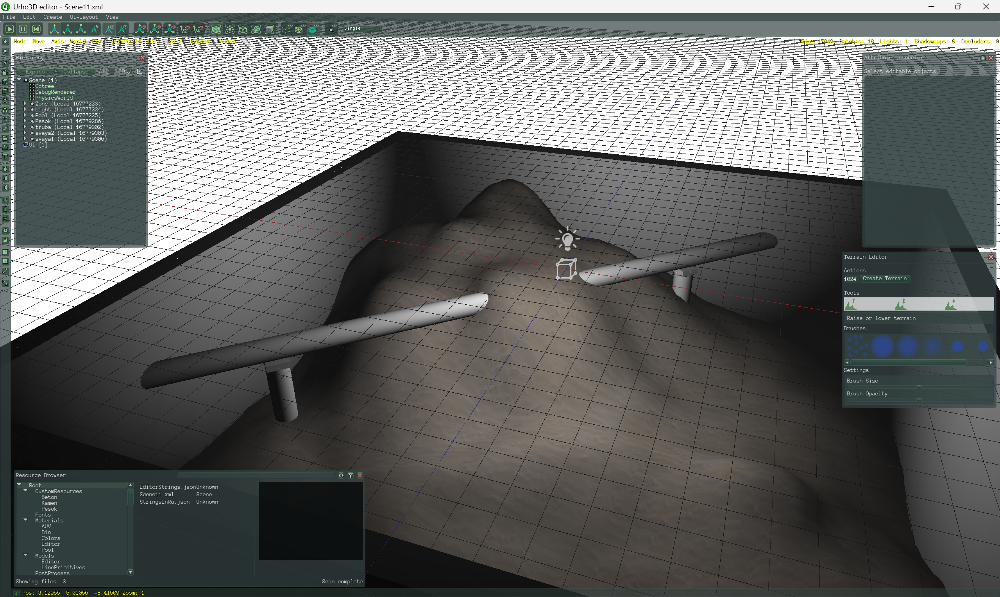 Urho3D editor - Scene11.xml
File Edit Create UI-layout View
1/2? 1/4? Single
Mode: Move Axis: World Pick: Geometries Fill: Solid Updates: Paused
Tris: 17842 Batches: 18 Lights: 1 Shadowmaps: 0 Occluders: 0
Hierarchy
Expand Collapse All ID
Scene (1)
Octree
DebugRenderer
PhysicsWorld
Zone (Local 16777223)
Light (Local 16777224)
Pool (Local 16777225)
Pesok (Local 16779286)
truba (Local 16779302)
svaya2 (Local 16779303)
svaya1 (Local 16779306)
UI [1]
Attribute inspector
Select editable objects
Terrain Editor
Actions
1024 Create Terrain
Tools
Raise or lower terrain
Brushes
Settings
Brush Size
Brush Opacity
Resource Browser
Root
CustomResources
Beton
Kamen
Pesok
Fonts
Materials
AUV
Bin
Colors
Editor
Pool
Models
Editor
LinePrimitives
PostProcess
EditorStrings.json Unknown
Scene11.xml Scene
StringsEnRu.json Unknown
Showing files: 3
Scan complete
Pos: 3.12955 5.01056 -8.41509 Zoom: 1